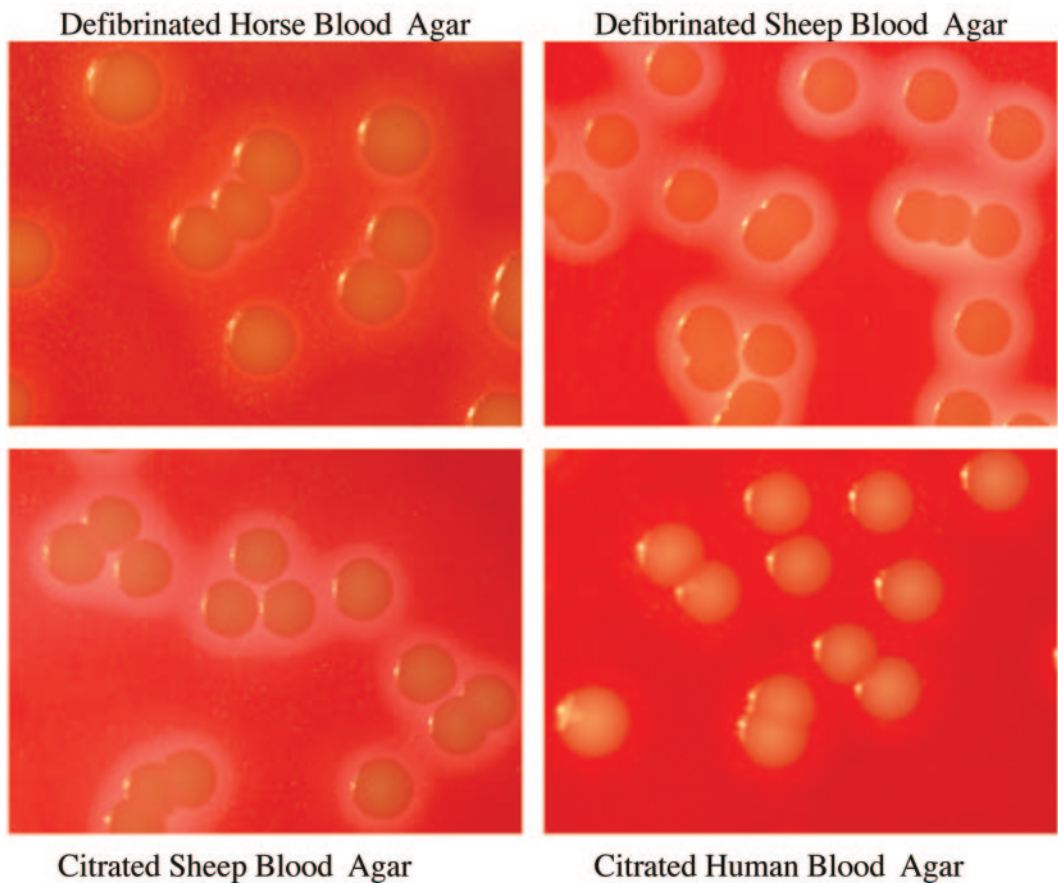 Defibrinated Horse Blood Agar
Defibrinated Sheep Blood Agar
Citrated Sheep Blood Agar
Citrated Human Blood Agar